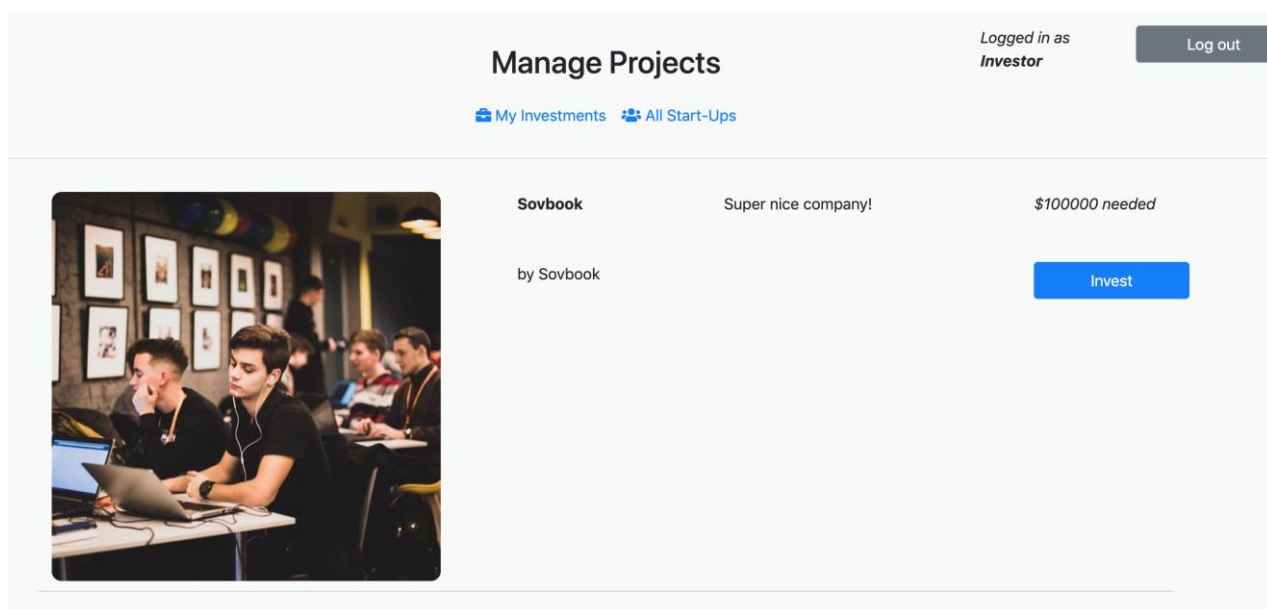 Manage Projects
Logged in as
Investor
Log out
My Investments All Start-Ups
Sovbook Super nice company! $100000 needed
by Sovbook Invest